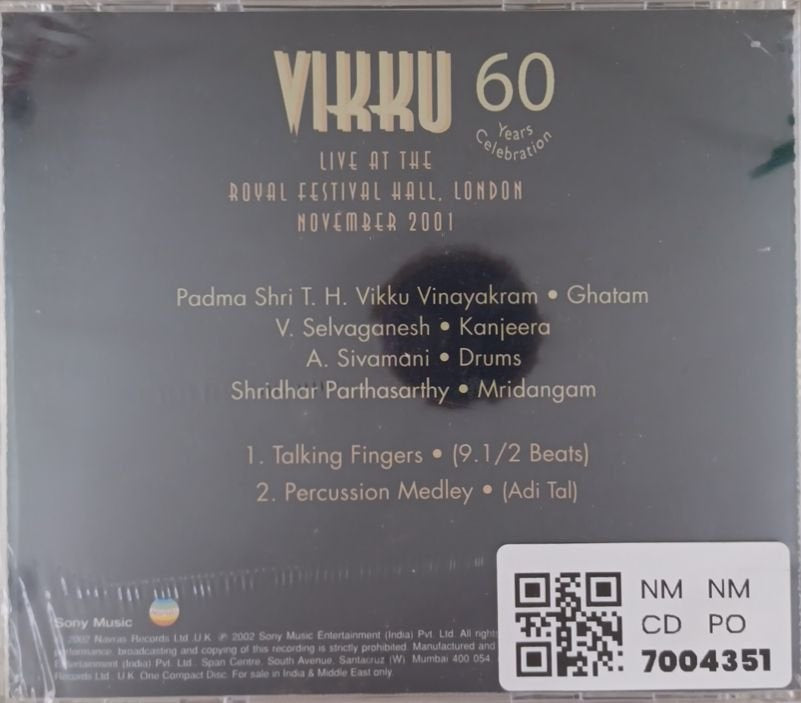 VIKKU 60
Years
Celebration
LIVE AT THE
ROYAL FESTIVAL HALL, LONDON
NOVEMBER 2001
Padma Shri T. H. Vikku Vinayakram • Ghatam
V. Selvaganesh • Kanjeera
A. Sivamani • Drums
Shridhar Parthasarthy • Mridangam
1. Talking Fingers • (9.1/2 Beats)
2. Percussion Medley • (Adi Tal)
Sony Music
2002 Navras Records Ltd U.K ℗ 2002 Sony Music Entertainment (India) Pvt. Ltd. All rights
performance, broadcasting and copying of this recording is strictly prohibited. Manufactured and
Entertainment (India) Pvt. Ltd. Span Centre, South Avenue, Santacruz (W) Mumbai 400 054
Records Ltd. U.K. One Compact Disc. For sale in India & Middle East only.
NM NM
CD PO
7004351